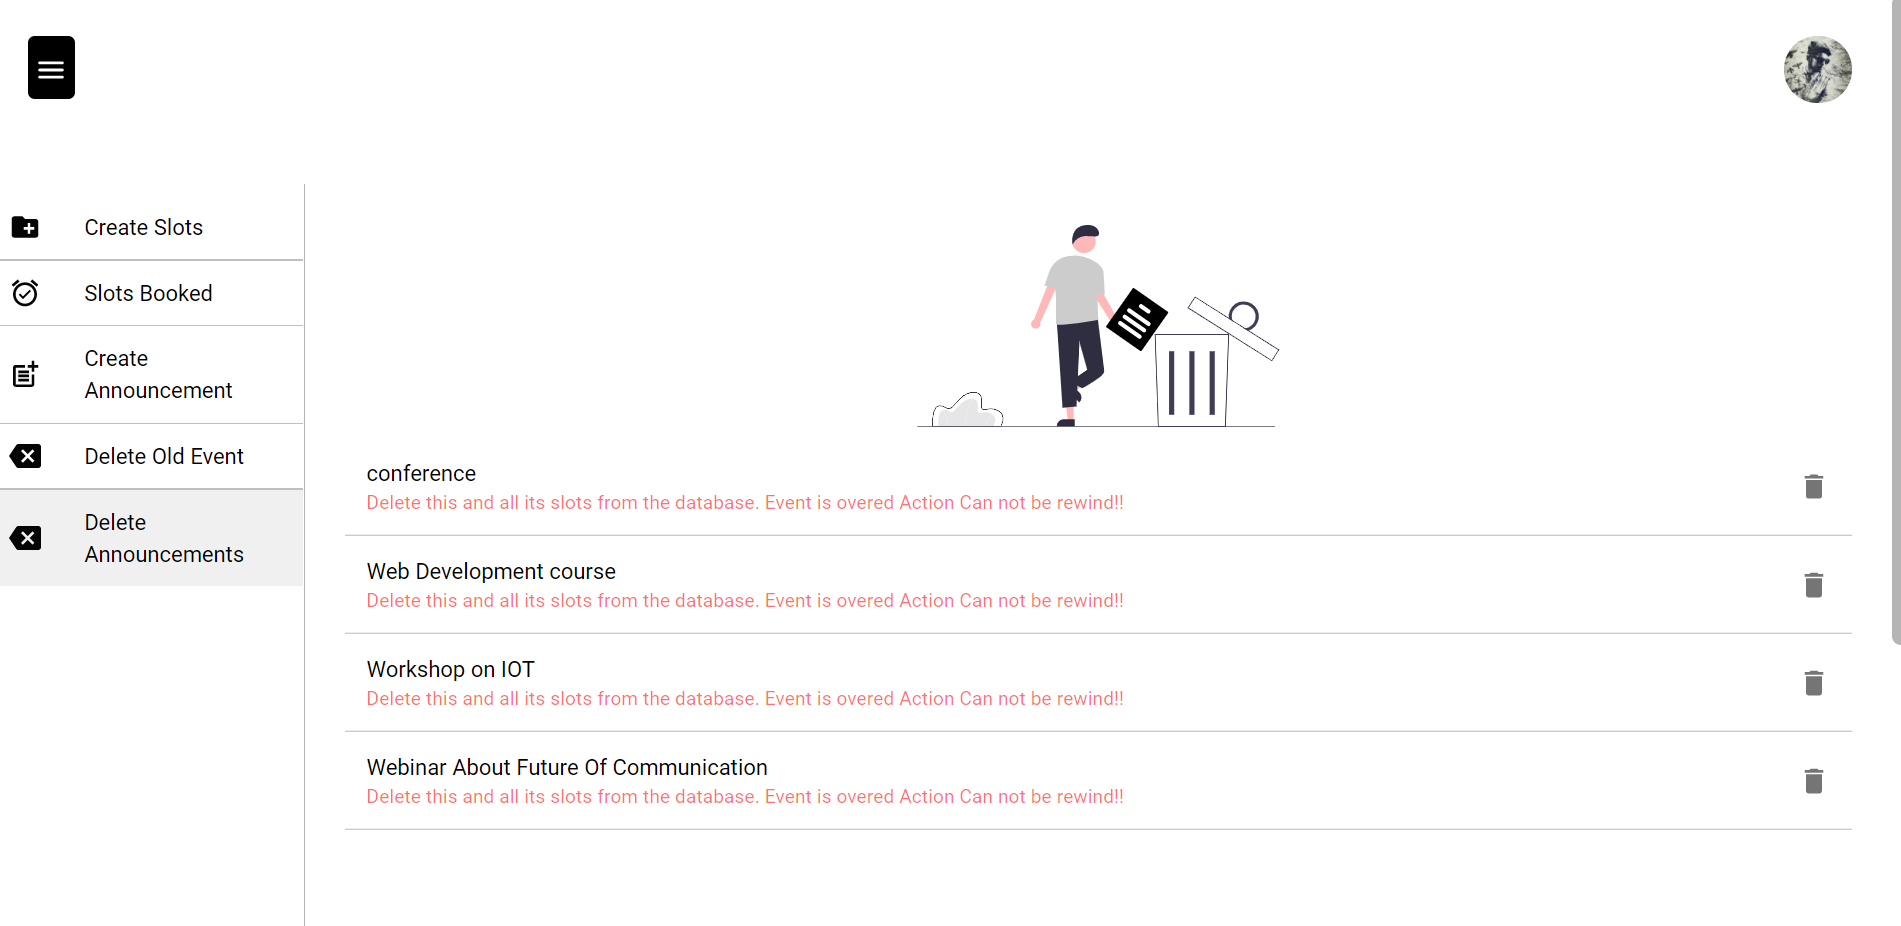 Create Slots
Slots Booked
Create
Announcement
Delete Old Event
Delete
Announcements
conference
Delete this and all its slots from the database. Event is overed Action Can not be rewind!!
Web Development course
Delete this and all its slots from the database. Event is overed Action Can not be rewind!!
Workshop on IOT
Delete this and all its slots from the database. Event is overed Action Can not be rewind!!
Webinar About Future Of Communication
Delete this and all its slots from the database. Event is overed Action Can not be rewind!!